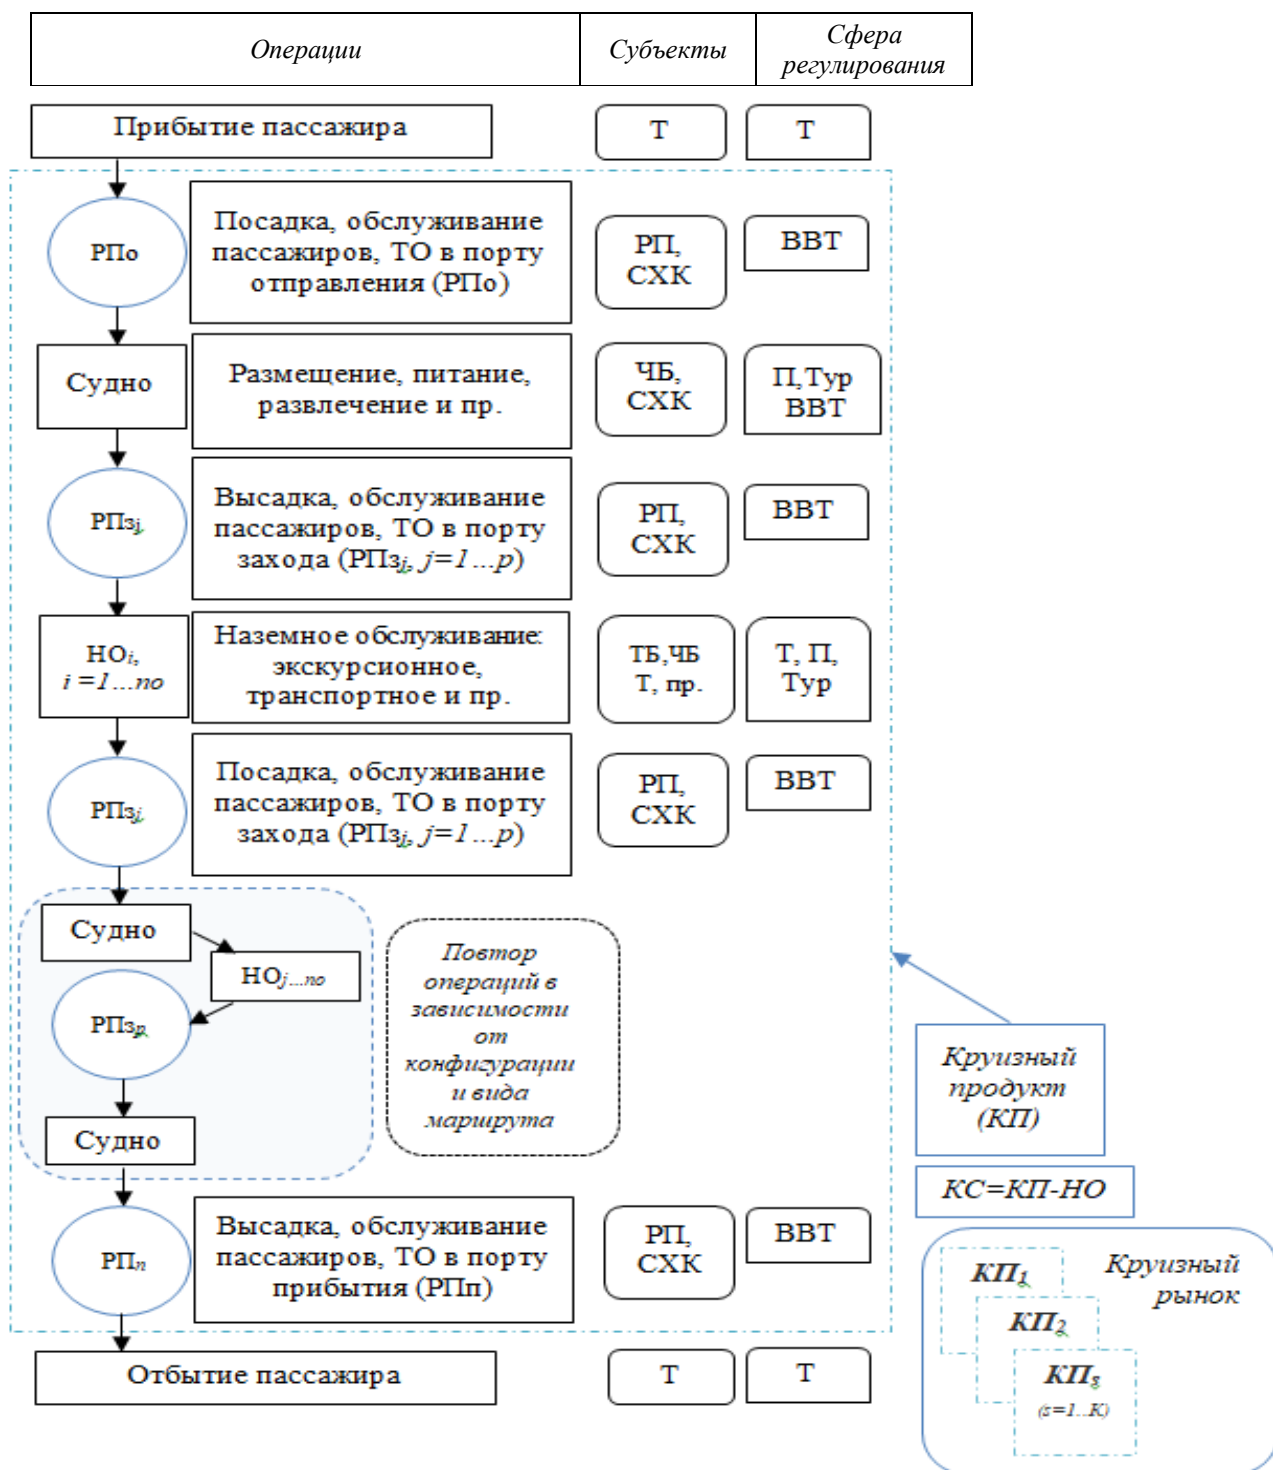 Операции
Субъекты
Сфера
регулирования
Прибытие пассажира
Т
Т
РПо
Посадка, обслуживание
пассажиров, ТО в порту
отправления (РПо)
РП,
СХК
ВВТ
Судно
Размещение, питание,
развлечение и пр.
ЧБ,
СХК
П,Тур
ВВТ
РПзj
Высадка, обслуживание
пассажиров, ТО в порту
захода (РПзj, j=1...p)
РП,
СХК
ВВТ
НОi,
i =1...no
Наземное обслуживание:
экскурсионное,
транспортное и пр.
ТБ,ЧБ
Т, пр.
Т, П,
Тур
РПзj
Посадка, обслуживание
пассажиров, ТО в порту
захода (РПзj, j=1...p)
РП,
СХК
ВВТ
Судно
НОj...no
РПзp
Судно
Повтор
операций в
зависимости
от
конфигурации
и вида
маршрута
Круизный
продукт
(КП)
КС=КП-НО
РПп
Высадка, обслуживание
пассажиров, ТО в порту
прибытия (РПп)
РП,
СХК
ВВТ
Круизный
рынок
КП1
КП2
КПs
(s=1..K)
Отбытие пассажира
Т
Т